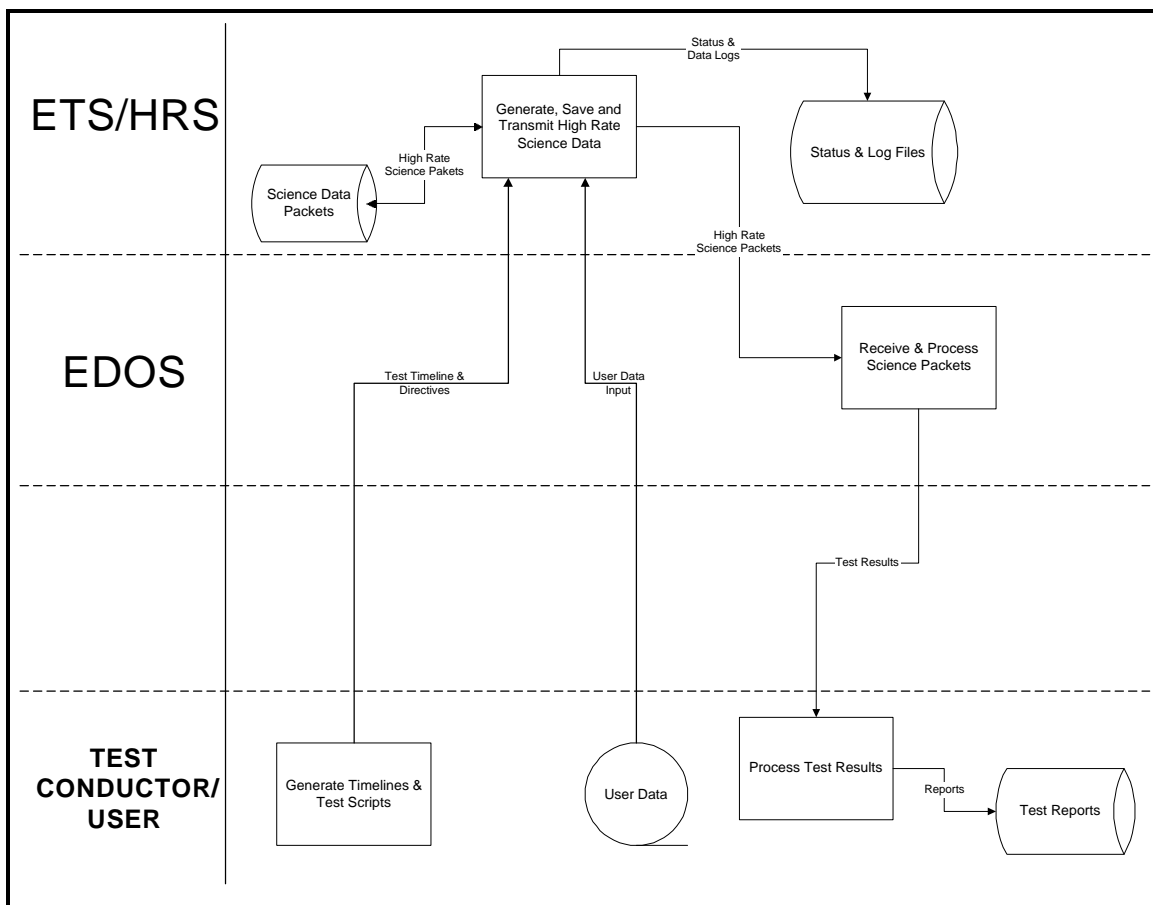 Status &
Data Logs
ETS/HRS
Generate, Save and
Transmit High Rate
Science Data
Status & Log Files
High Rate
Science Pakets
Science Data
Packets
High Rate
Science Packets
EDOS
Receive & Process
Science Packets
Test Timeline &
Directives
User Data
Input
Test Results
TEST
CONDUCTOR/
USER
Generate Timelines &
Test Scripts
User Data
Process Test Results
Reports
Test Reports